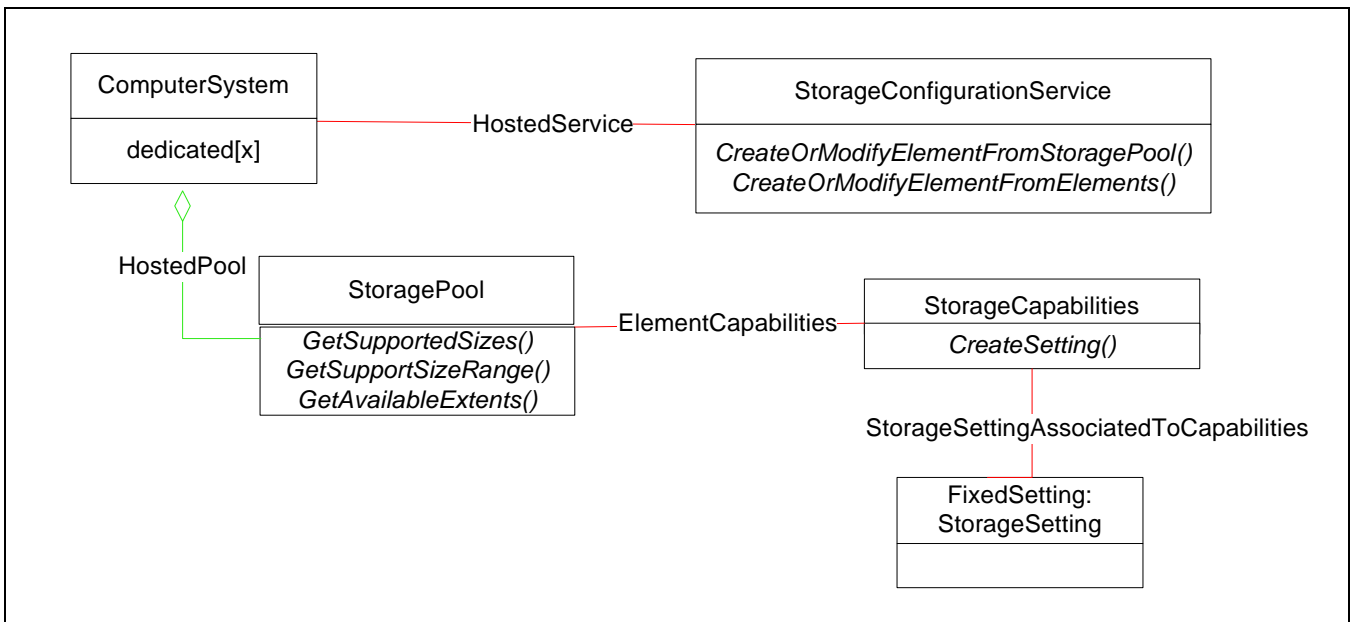 ComputerSystem
dedicated[x]
HostedService
StorageConfigurationService
CreateOrModifyElementFromStoragePool()
CreateOrModifyElementFromElements()
HostedPool
StoragePool
GetSupportedSizes()
GetSupportSizeRange()
GetAvailableExtents()
ElementCapabilities
StorageCapabilities
CreateSetting()
StorageSettingAssociatedToCapabilities
FixedSetting:
StorageSetting